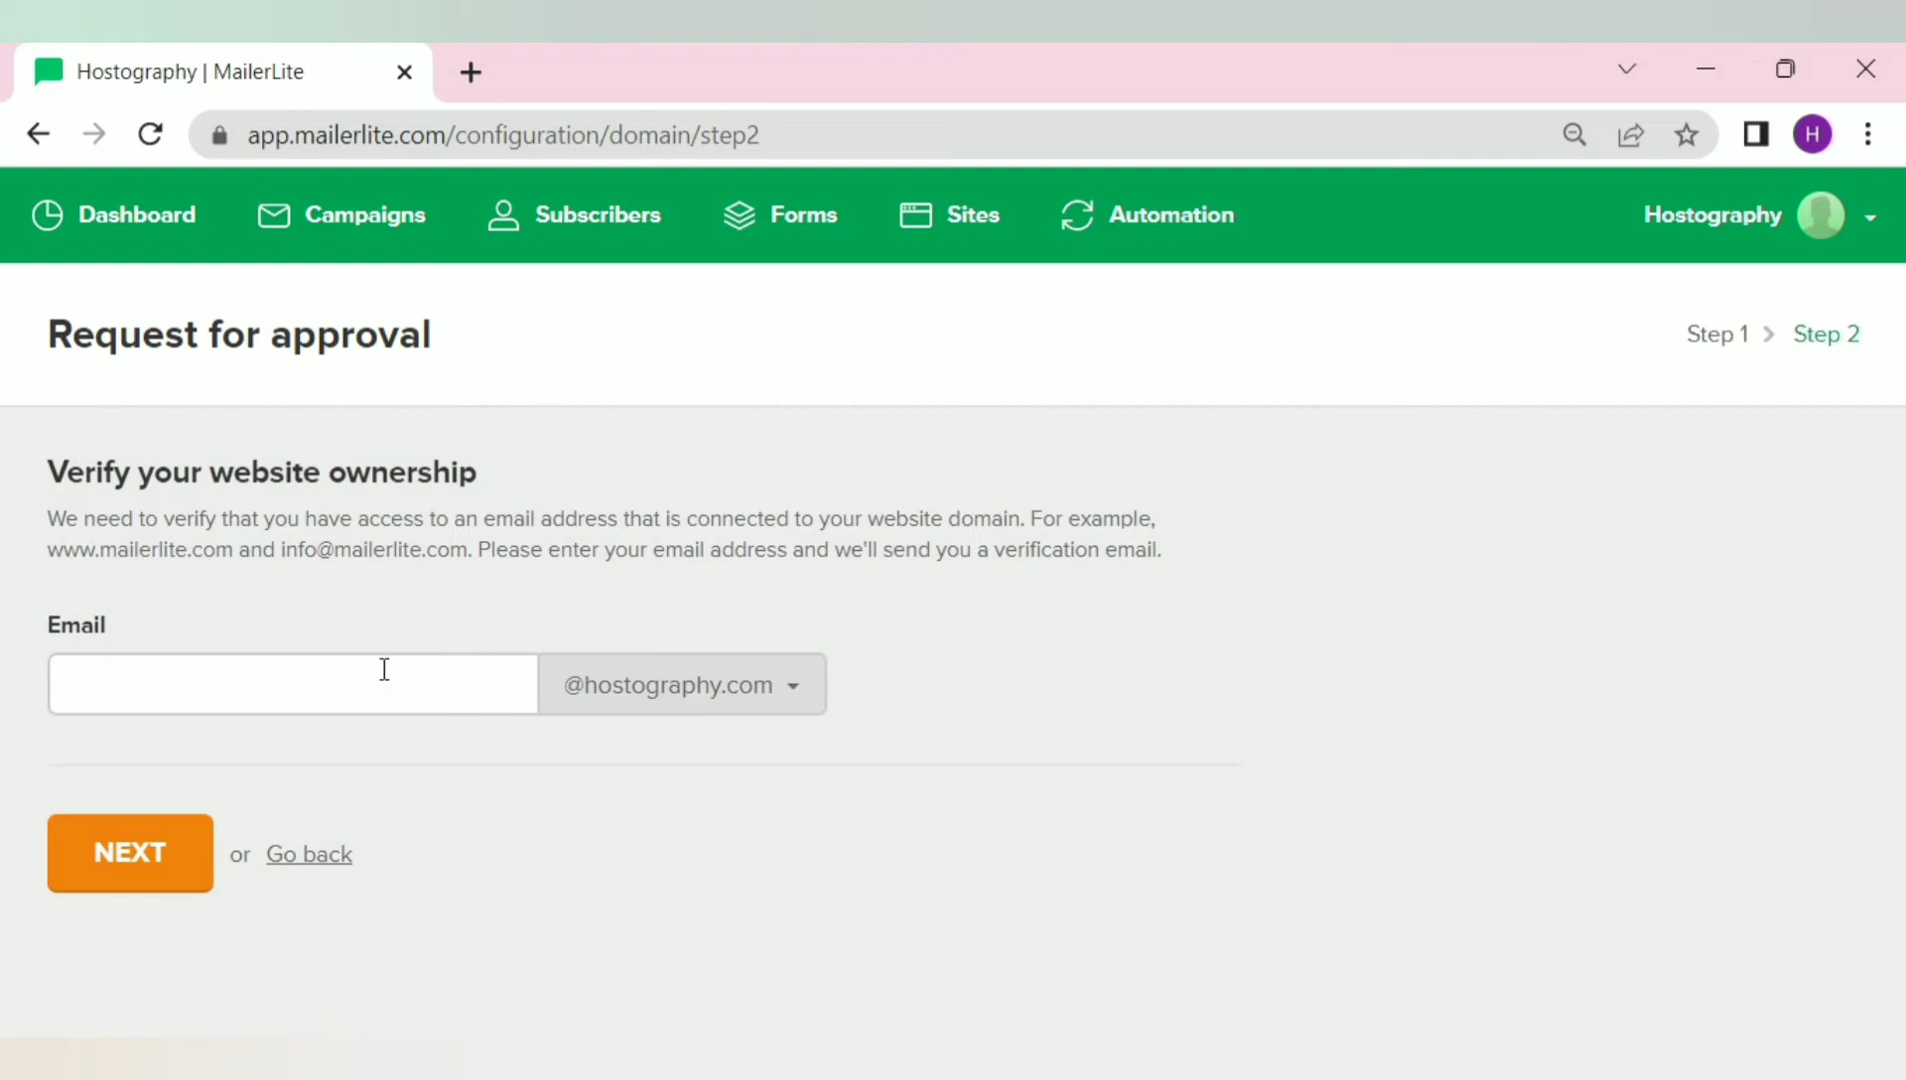 Hostography | MailerLite
app.mailerlite.com/configuration/domain/step2
H
Dashboard Campaigns Subscribers Forms Sites Automation Hostography
Request for approval
Step 1 > Step 2
Verify your website ownership
We need to verify that you have access to an email address that is connected to your website domain. For example,
www.mailerlite.com and info@mailerlite.com. Please enter your email address and we'll send you a verification email.
Email
@hostography.com
NEXT or Go back